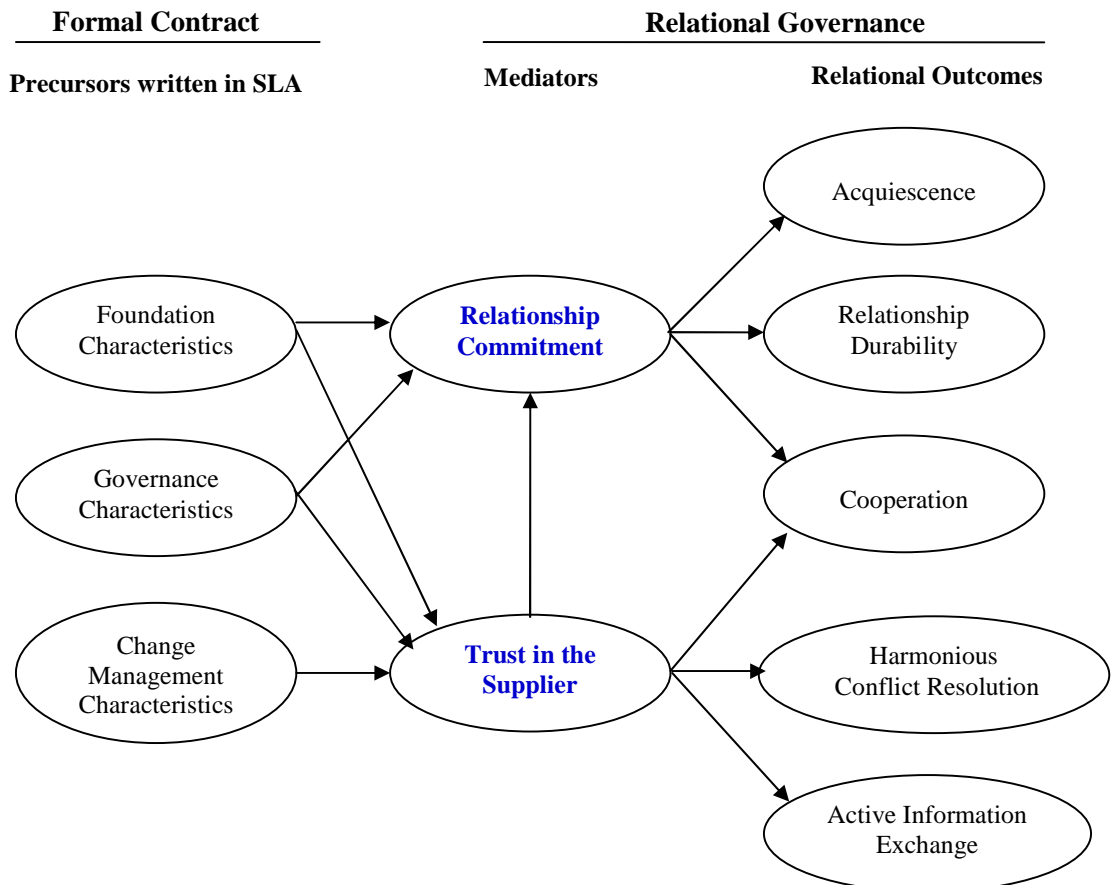 Formal Contract
Relational Governance
Precursors written in SLA
Mediators
Relational Outcomes
Acquiescence
Foundation
Characteristics
Relationship
Commitment
Relationship
Durability
Governance
Characteristics
Cooperation
Change
Management
Characteristics
Trust in the
Supplier
Harmonious
Conflict Resolution
Active Information
Exchange